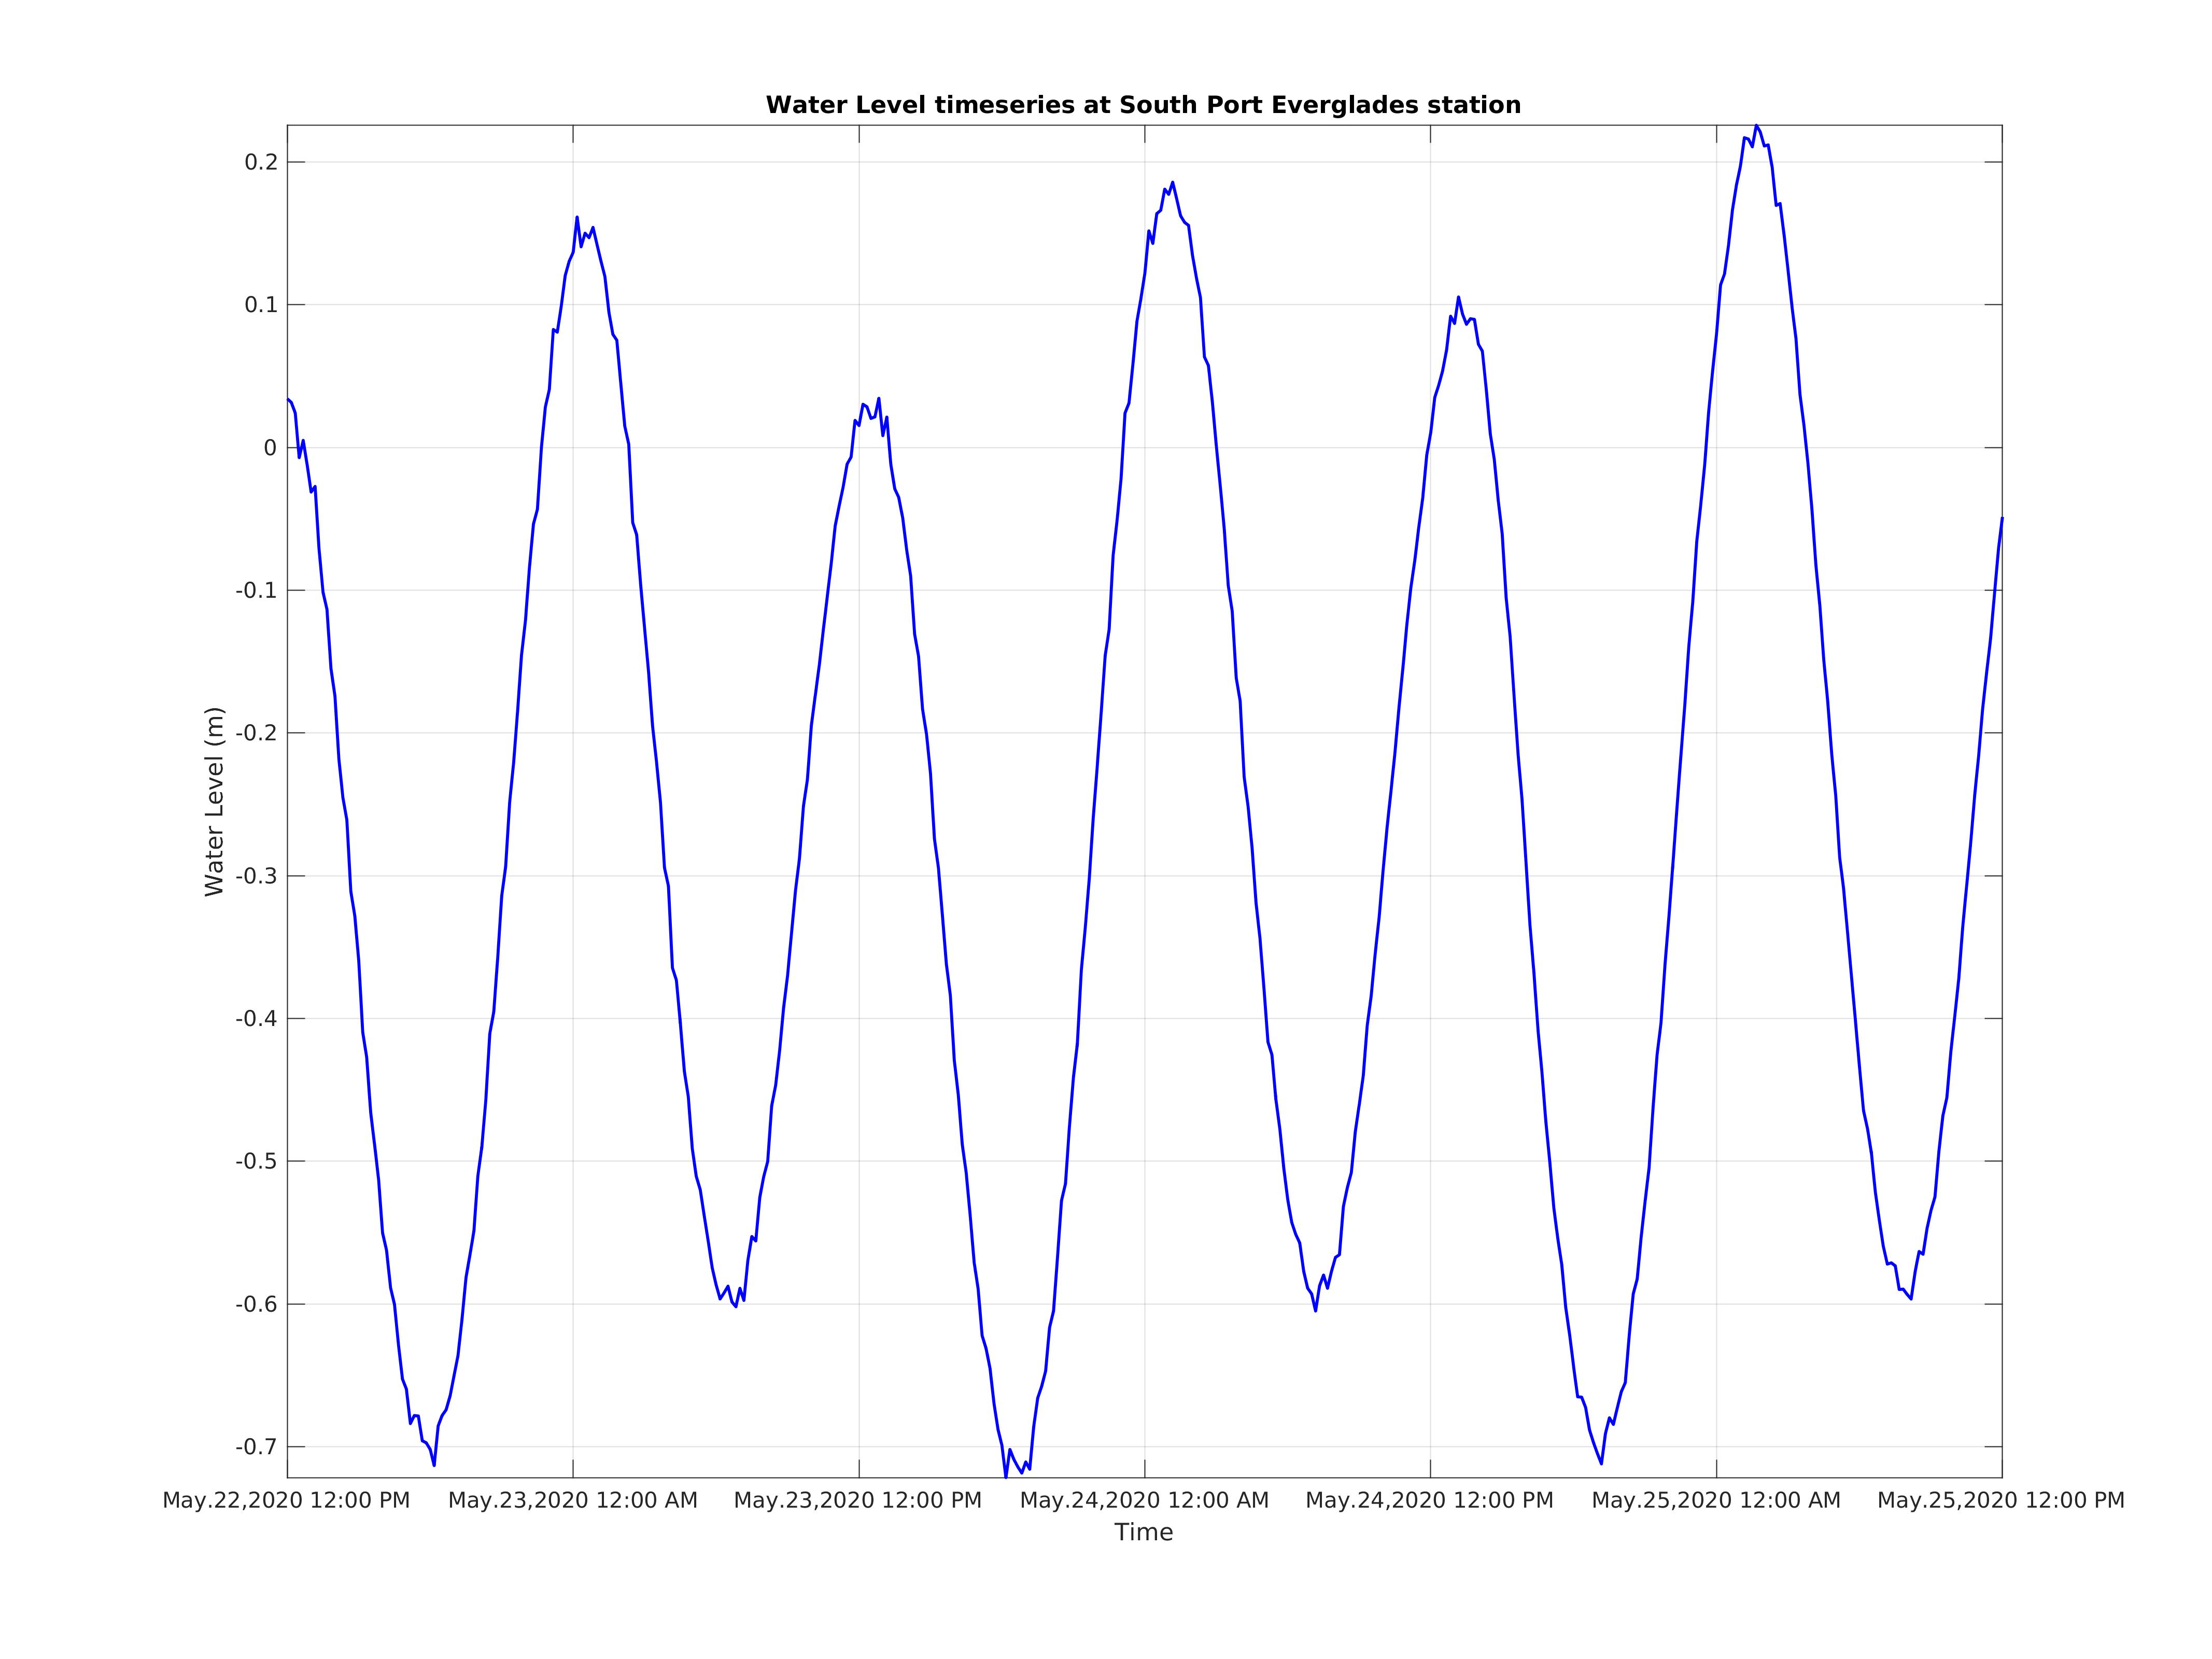 Water Level timeseries at South Port Everglades station
0.2
0.1
0
-0.1
-0.2
-0.3
-0.4
-0.5
-0.6
-0.7
Water Level (m)
May.22,2020 12:00 PM May.23,2020 12:00 AM May.23,2020 12:00 PM May.24,2020 12:00 AM May.24,2020 12:00 PM May.25,2020 12:00 AM May.25,2020 12:00 PM
Time